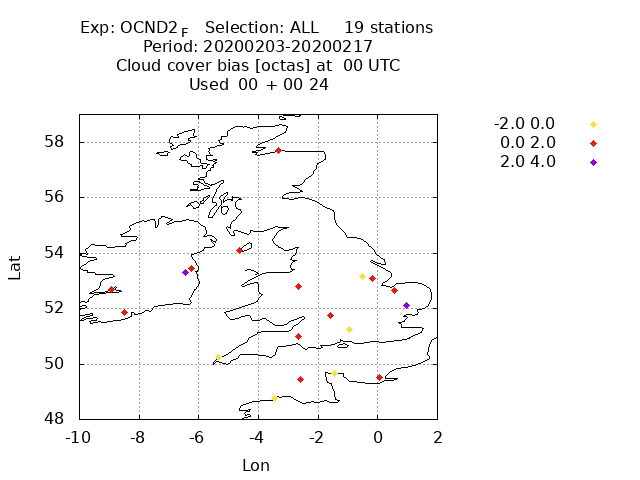 Exp: OCND2F Selection: ALL 19 stations
Period: 20200203-20200217
Cloud cover bias [octas] at 00 UTC
Used 00 + 00 24
-2.0 0.0
0.0 2.0
2.0 4.0
58
56
54
52
50
48
Lat
-10 -8 -6 -4 -2 0 2
Lon